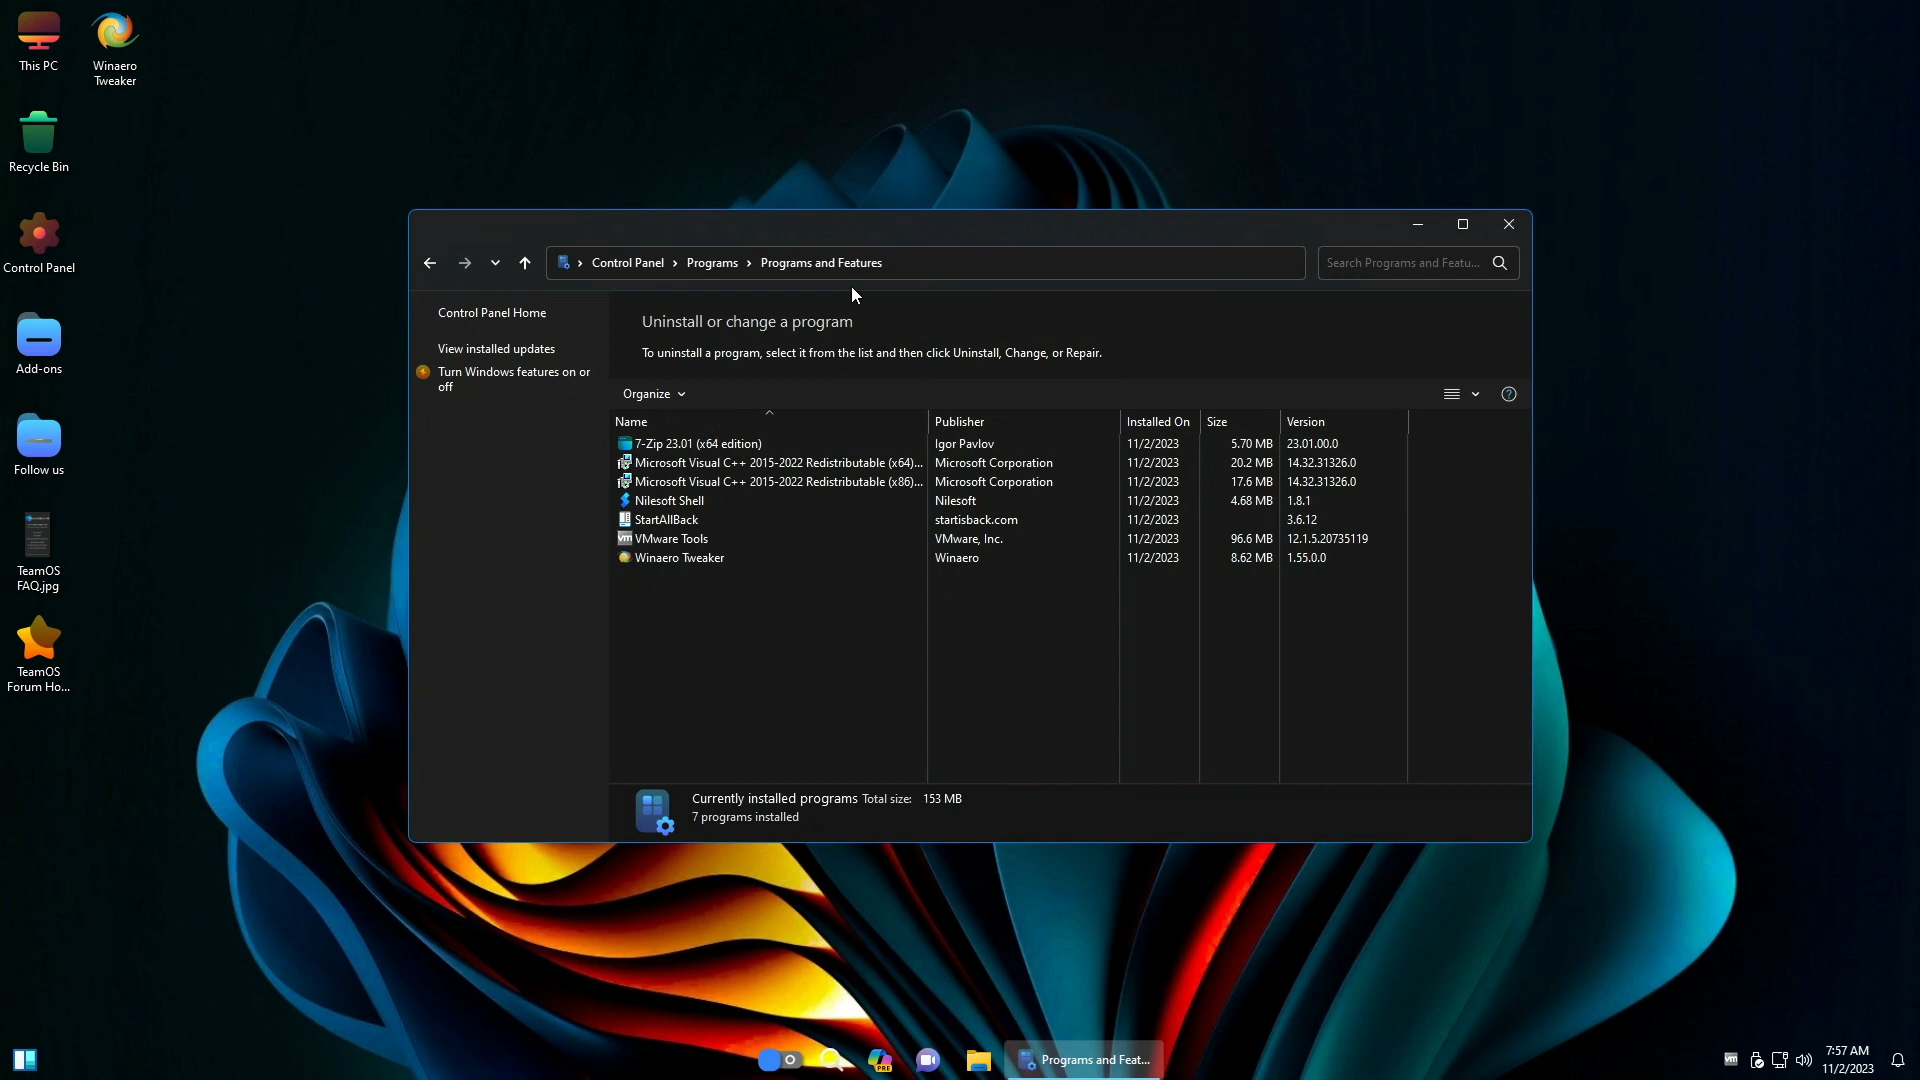 This PC
Winaero
Tweaker
Recycle Bin
Control Panel
Add-ons
Follow us
TeamOS
FAQ.jpg
TeamOS
Forum Ho...
Control Panel
Programs
Programs and Features
Search Programs and Featu...
Control Panel Home
View installed updates
Turn Windows features on or
off
Uninstall or change a program
To uninstall a program, select it from the list and then click Uninstall, Change, or Repair.
Organize
Name Publisher Installed On Size Version
7-Zip 23.01 (x64 edition) Igor Pavlov 11/2/2023 5.70 MB 23.01.00.0
Microsoft Visual C++ 2015-2022 Redistributable (x64)... Microsoft Corporation 11/2/2023 20.2 MB 14.32.31326.0
Microsoft Visual C++ 2015-2022 Redistributable (x86)... Microsoft Corporation 11/2/2023 17.6 MB 14.32.31326.0
Nilesoft Shell Nilesoft 11/2/2023 4.68 MB 1.8.1
StartAllBack startisback.com 11/2/2023 3.6.12
vm VMware Tools VMware, Inc. 11/2/2023 96.6 MB 12.1.5.20735119
Winaero Tweaker Winaero 11/2/2023 8.62 MB 1.55.0.0
Currently installed programs Total size: 153 MB
7 programs installed
PRE
Programs and Feat...
vm
7:57 AM
11/2/2023